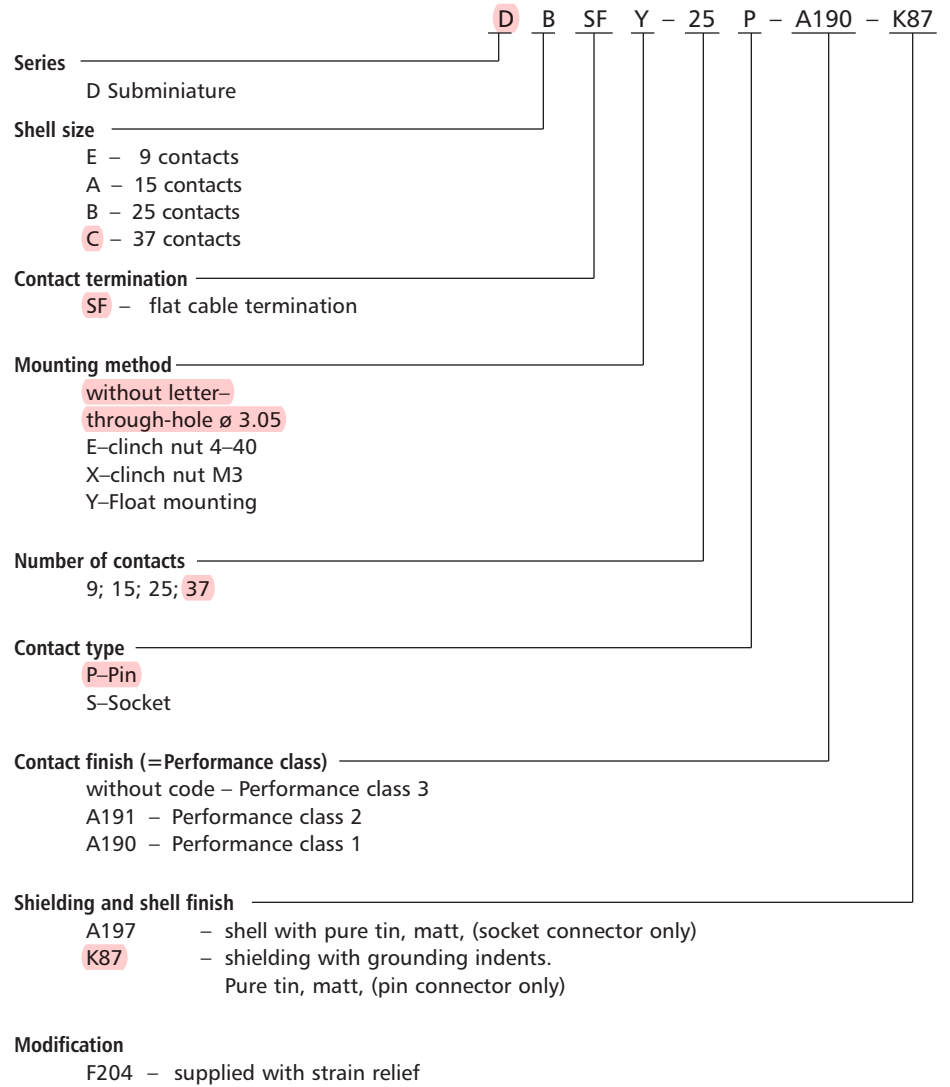 D B SF Y – 25 P – A190 – K87
Series
D Subminiature
Shell size
E – 9 contacts
A – 15 contacts
B – 25 contacts
C – 37 contacts
Contact termination
SF – flat cable termination
Mounting method
without letter–
through-hole ø 3.05
E–clinch nut 4–40
X–clinch nut M3
Y–Float mounting
Number of contacts
9; 15; 25; 37
Contact type
P–Pin
S–Socket
Contact finish (=Performance class)
without code – Performance class 3
A191 – Performance class 2
A190 – Performance class 1
Shielding and shell finish
A197 – shell with pure tin, matt, (socket connector only)
K87 – shielding with grounding indents.
Pure tin, matt, (pin connector only)
Modification
F204 – supplied with strain relief